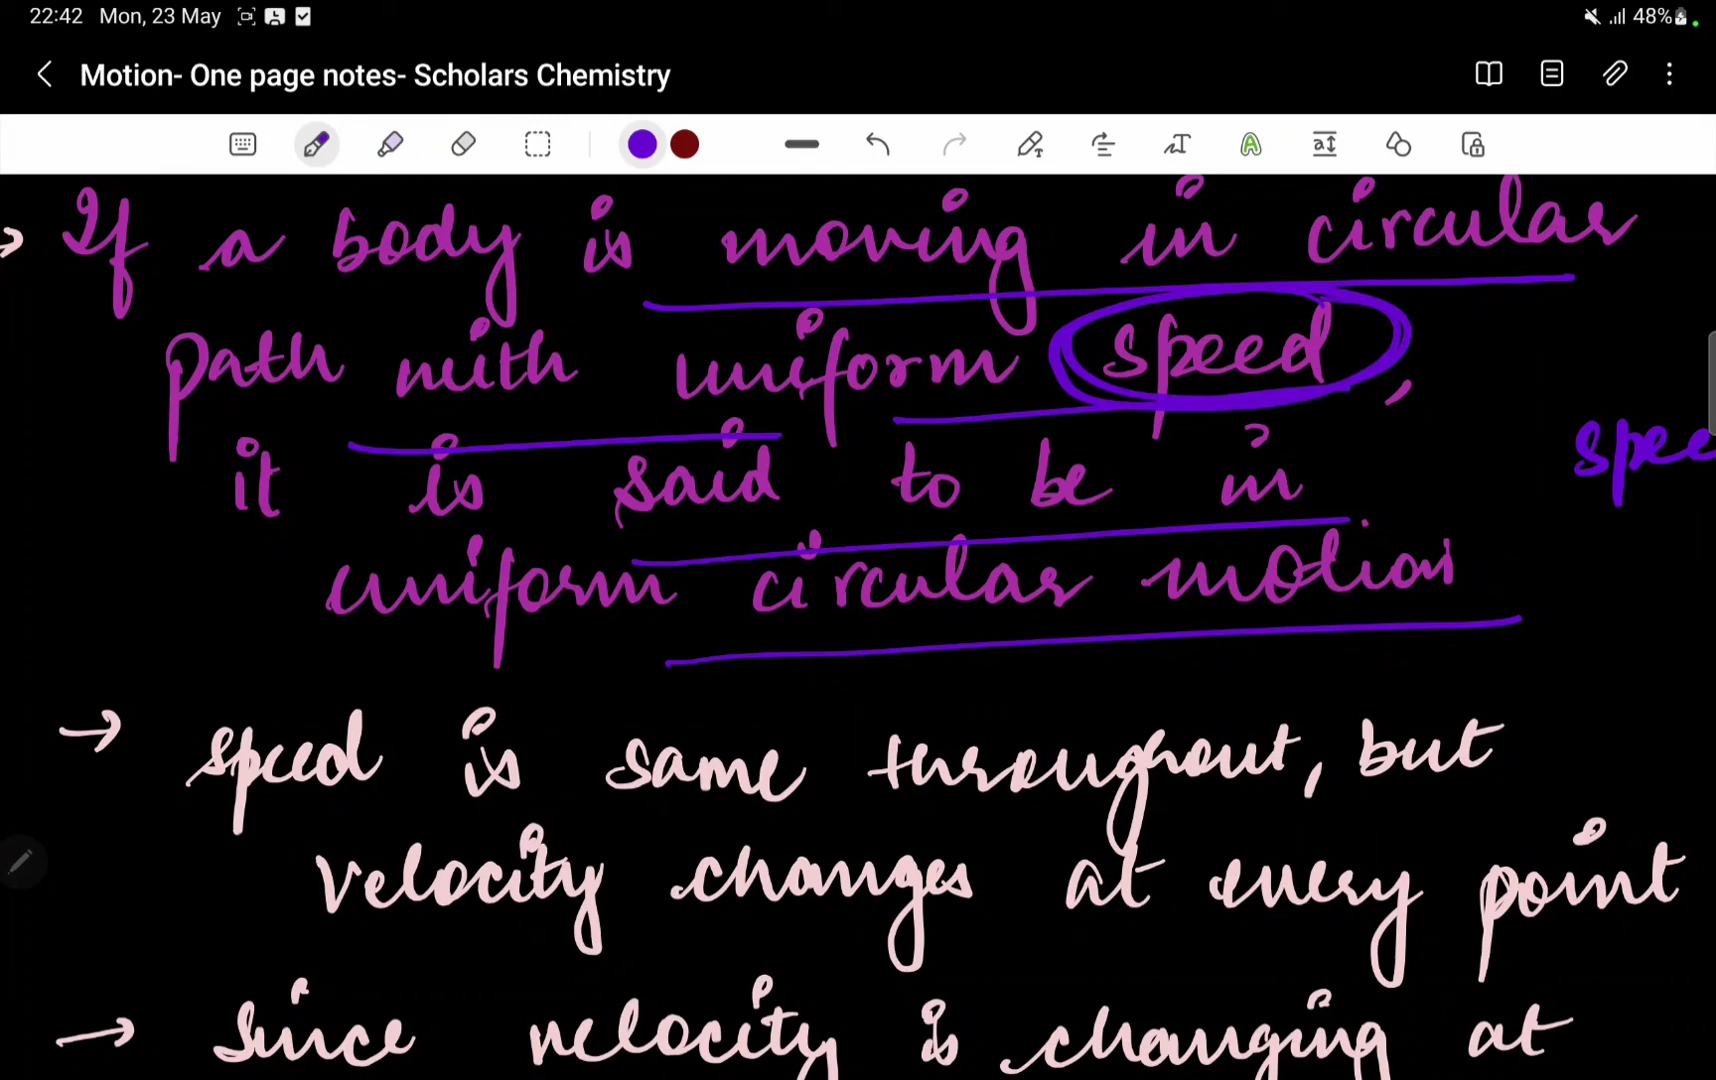 22:42 Mon, 23 May 48%
Motion- One page notes- Scholars Chemistry
→ If a body is moving in circular
path with uniform speed,
it is said to be in
uniform circular motion
spee
→ speed is same throughout, but
velocity changes at every point
→ Since velocity is changing at